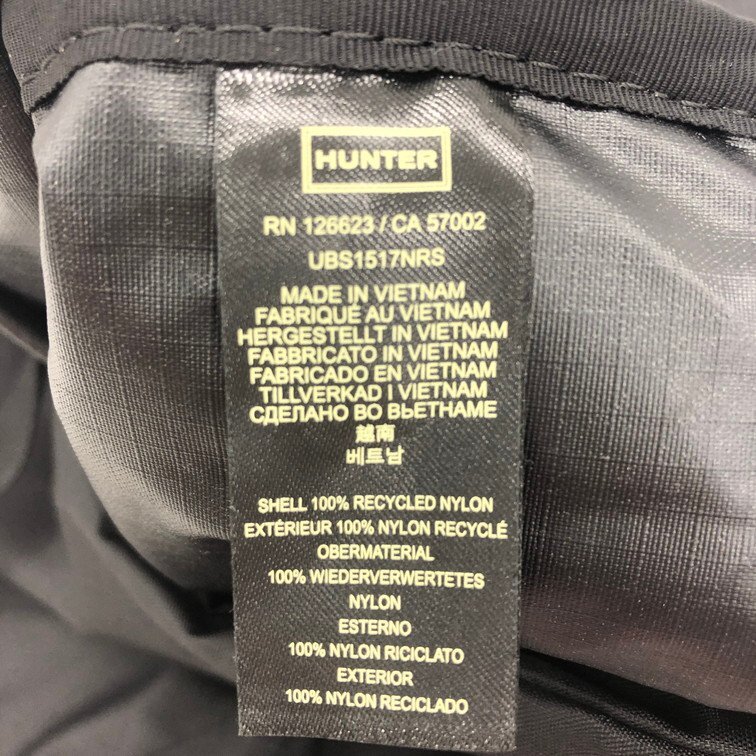 HUNTER
RN 126623 / CA 57002
UBS1517NRS
MADE IN VIETNAM
FABRIQUÉ AU VIETNAM
HERGESTELLT IN VIETNAM
FABBRICATO IN VIETNAM
FABRICADO EN VIETNAM
TILLVERKAD I VIETNAM
СДЕЛАНО ВО ВЬЕТНАМЕ
越南
베트남
SHELL 100% RECYCLED NYLON
EXTÉRIEUR 100% NYLON RECYCLÉ
OBERMATERIAL
100% WIEDERVERWERTETES
NYLON
ESTERNO
100% NYLON RICICLATO
EXTERIOR
100% NYLON RECICLADO